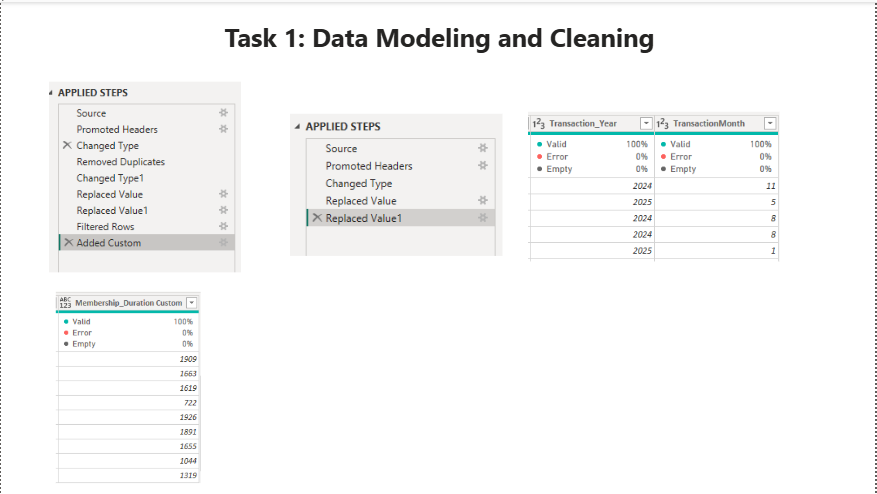 Task 1: Data Modeling and Cleaning
APPLIED STEPS
Source
Promoted Headers
Changed Type
Removed Duplicates
Changed Type1
Replaced Value
Replaced Value1
Filtered Rows
Added Custom
APPLIED STEPS
Source
Promoted Headers
Changed Type
Replaced Value
Replaced Value1
1²3 Transaction_Year 1²3 TransactionMonth
Valid 100% Valid 100%
Error 0% Error 0%
Empty 0% Empty 0%
2024 11
2025 5
2024 8
2024 8
2025 1
ABC
123 Membership_Duration Custom
Valid 100%
Error 0%
Empty 0%
1909
1663
1619
722
1926
1891
1655
1044
1319